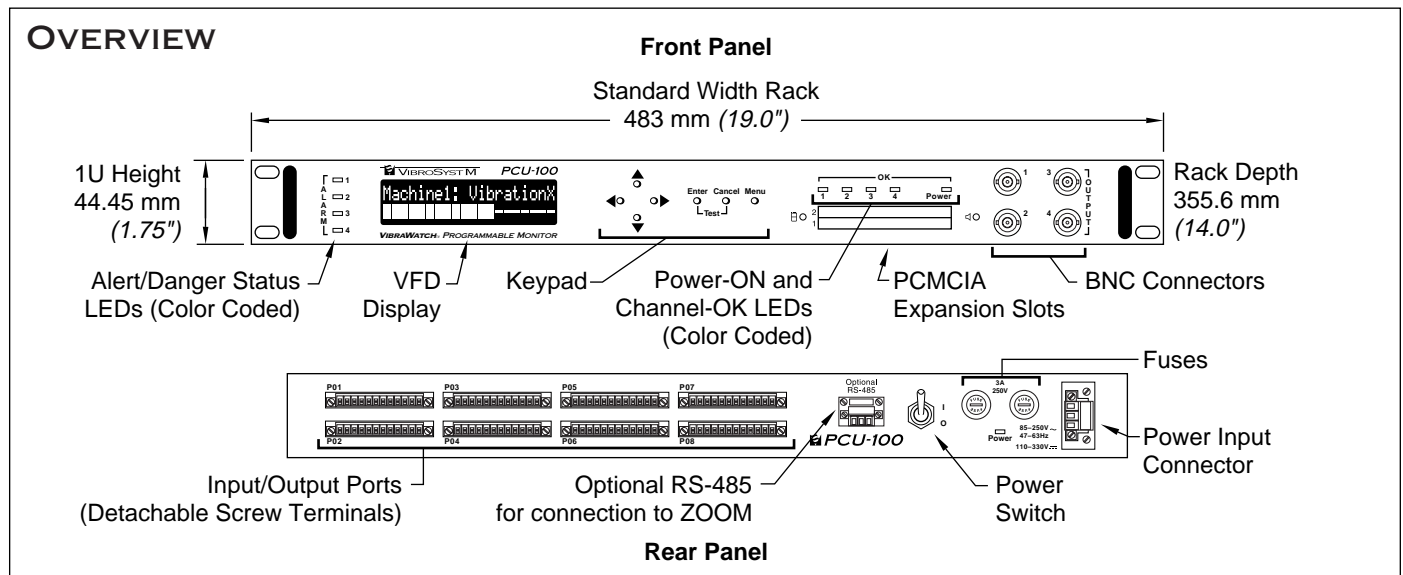 OVERVIEW
Front Panel
Standard Width Rack
483 mm (19.0")
1U Height
44.45 mm
(1.75")
Rack Depth
355.6 mm
(14.0")
ALARM
1
2
3
4
VIBROSYSTM PCU-100
Machine1: VibrationX
VIBRAWATCH® PROGRAMMABLE MONITOR
Enter Cancel Menu
Test
OK
1 2 3 4 Power
2
1
1 3
2 4
OUTPUT
Alert/Danger Status
LEDs (Color Coded)
VFD
Display
Keypad
Power-ON and
Channel-OK LEDs
(Color Coded)
PCMCIA
Expansion Slots
BNC Connectors
Fuses
P01 P03 P05 P07
P02 P04 P06 P08
Optional
RS-485
PCU-100
I
O
3A
250V
Power
85–250V~
47–63Hz
110–330V
Power Input
Connector
Input/Output Ports
(Detachable Screw Terminals)
Optional RS-485
for connection to ZOOM
Power
Switch
Rear Panel